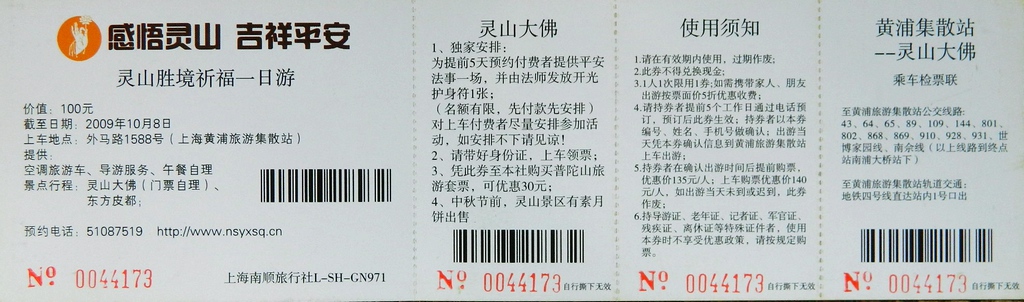 感悟灵山 吉祥平安
灵山胜境祈福一日游
价值：100元
截至日期：2009年10月8日
上车地点：外马路1588号（上海黄浦旅游集散站）
提供：
空调旅游车、导游服务、午餐自理
景点行程：灵山大佛（门票自理）、
东方皮都；
预约电话：51087519 http://www.nsyxsq.cn
Nº 0044173
上海南顺旅行社L-SH-GN971
灵山大佛
1、独家安排：
为提前5天预约付费者提供平安
法事一场，并由法师发放开光
护身符1张；
（名额有限，先付款先安排）
对上车付费者尽量安排参加活
动，如安排不下请见谅！
2、请带好身份证，上车领票；
3、凭此券至本社购买普陀山旅
游套票，可优惠30元；
4、中秋节前，灵山景区有素月
饼出售
Nº 0044173 自行撕下无效
使用须知
1.请在有效期内使用，过期作废；
2.此券不得兑换现金；
3.1人1次限用1券;如需携带家人、朋友
出游按票面价5折优惠收费；
4.请持券者提前5个工作日通过电话预
订，预订后此券生效；持券者以本券
编号、姓名、手机号做确认；出游当
天凭本券确认信息到黄浦旅游集散站
上车出游；
5.持券者在确认出游时间后提前购票，
优惠价135元/人；上车购票优惠价140
元/人，如出游当天未到或迟到，此券
作废；
6.持导游证、老年证、记者证、军官证、
残疾证、离休证等特殊证件者，使用
本券时不享受优惠政策，请按规定购
票。
Nº 0044173 自行撕下无效
黄浦集散站
--灵山大佛
乘车检票联
至黄浦旅游集散站公交线路：
43、64、65、89、109、144、801、
802、868、869、910、928、931、世
博家园线、南佘线（以上线路到终点
站南浦大桥站下）
至黄浦旅游集散站轨道交通：
地铁四号线直达站内1号口出
Nº 0044173 自行撕下无效